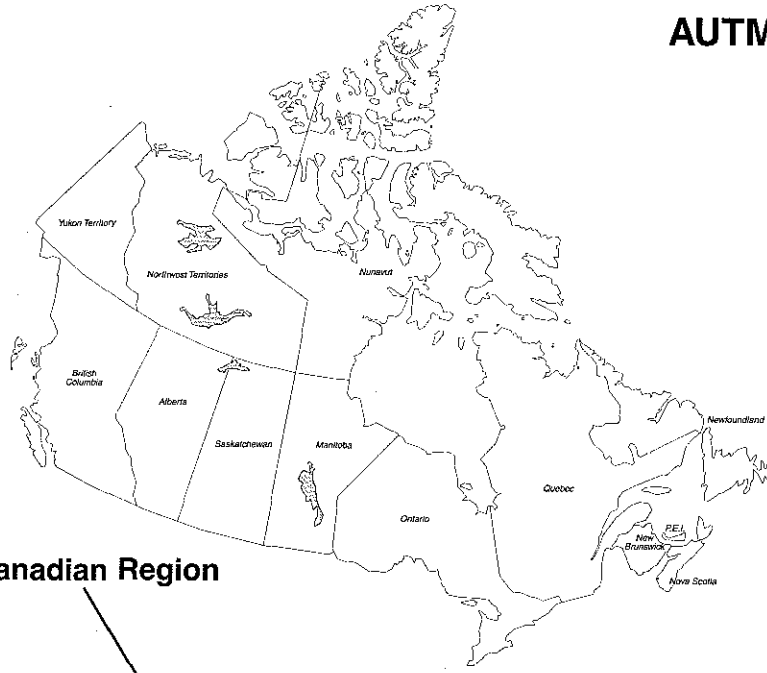 AUTM
Yukon Territory
Northwest Territories
Nunavut
British
Columbia
Alberta
Saskatchewan
Manitoba
Ontario
Quebec
Newfoundland
P.E.I.
New
Brunswick
Nova Scotia
anadian Region